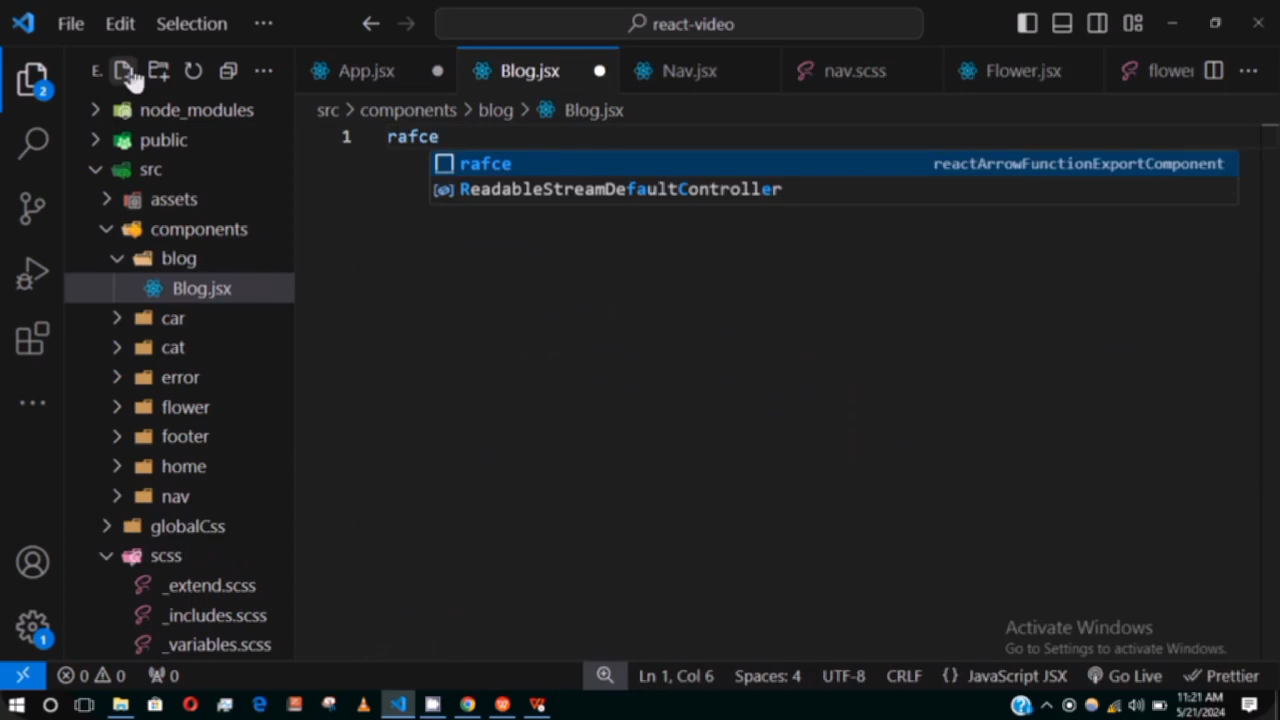 File Edit Selection ··· react-video
E. App.jsx Blog.jsx Nav.jsx nav.scss Flower.jsx flower
2
node_modules
src > components > blog > Blog.jsx
public
1 rafce
src
rafce reactArrowFunctionExportComponent
ReadableStreamDefaultController
assets
components
blog
Blog.jsx
car
cat
error
flower
footer
home
nav
globalCss
scss
_extend.scss
_includes.scss
_variables.scss
1
Activate Windows
Go to Settings to activate Windows.
0 0 0 Ln 1, Col 6 Spaces: 4 UTF-8 CRLF {} JavaScript JSX Go Live Prettier
11:21 AM
5/21/2024